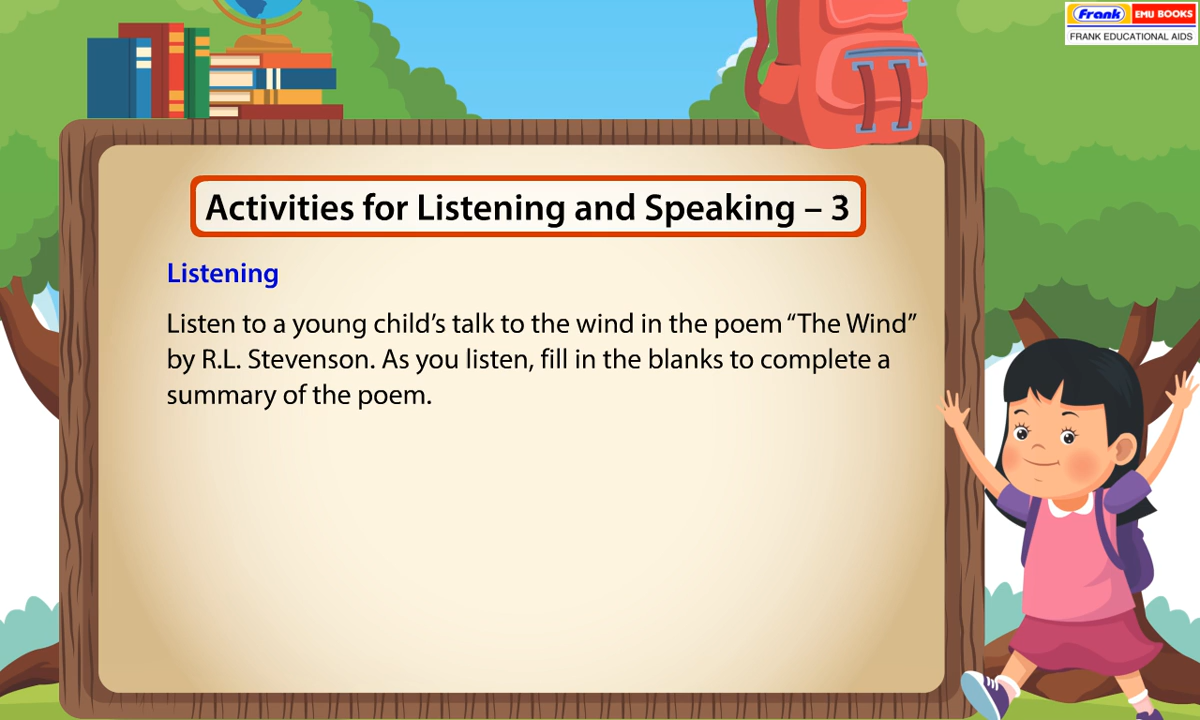 Frank EMU BOOKS
FRANK EDUCATIONAL AIDS
Activities for Listening and Speaking – 3
Listening
Listen to a young child’s talk to the wind in the poem “The Wind”
by R.L. Stevenson. As you listen, fill in the blanks to complete a
summary of the poem.